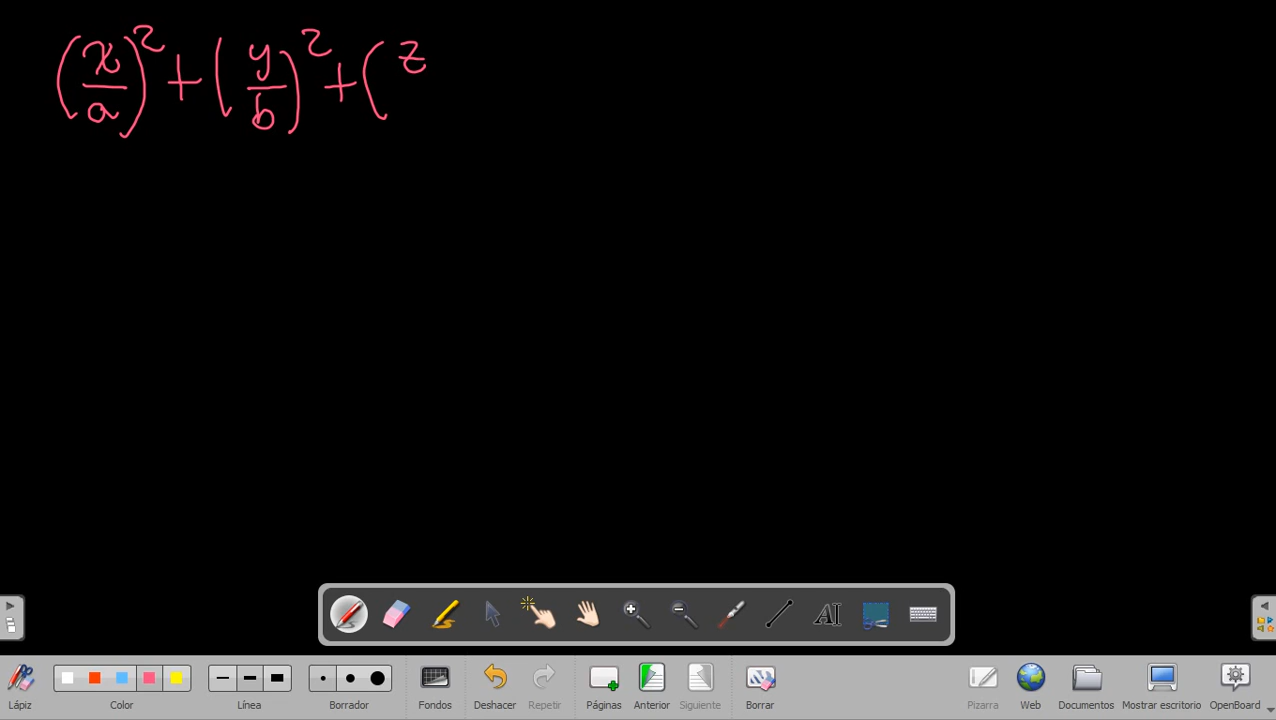 (x/a)² + (y/b)² + (z
Lápiz Color Línea Borrador Fondos Deshacer Repetir Páginas Anterior Siguiente Borrar Pizarra Web Documentos Mostrar escritorio OpenBoard